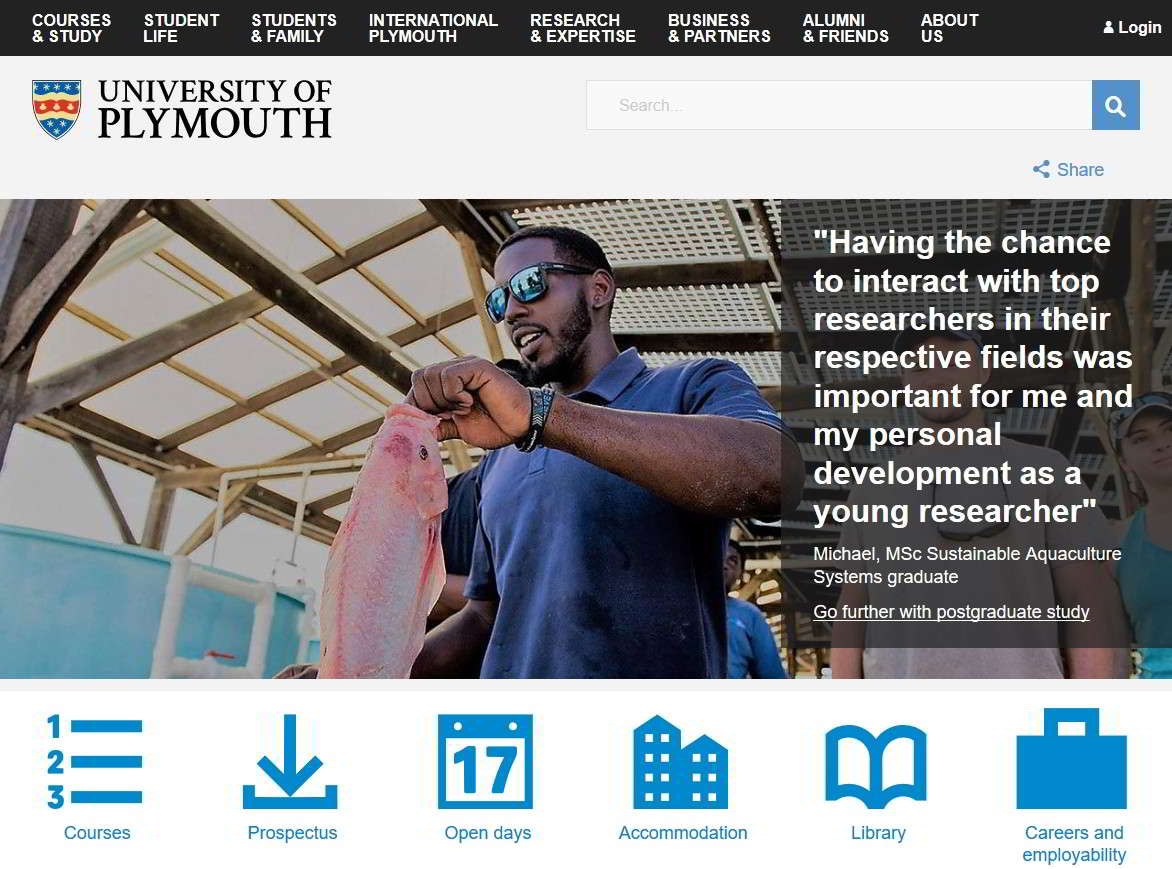 COURSES
& STUDY
STUDENT
LIFE
STUDENTS
& FAMILY
INTERNATIONAL
PLYMOUTH
RESEARCH
& EXPERTISE
BUSINESS
& PARTNERS
ALUMNI
& FRIENDS
ABOUT
US
Login
UNIVERSITY OF
PLYMOUTH
Search...
Share
"Having the chance
to interact with top
researchers in their
respective fields was
important for me and
my personal
development as a
young researcher"
Michael, MSc Sustainable Aquaculture
Systems graduate
Go further with postgraduate study
1
2
3
17
Courses
Prospectus
Open days
Accommodation
Library
Careers and
employability